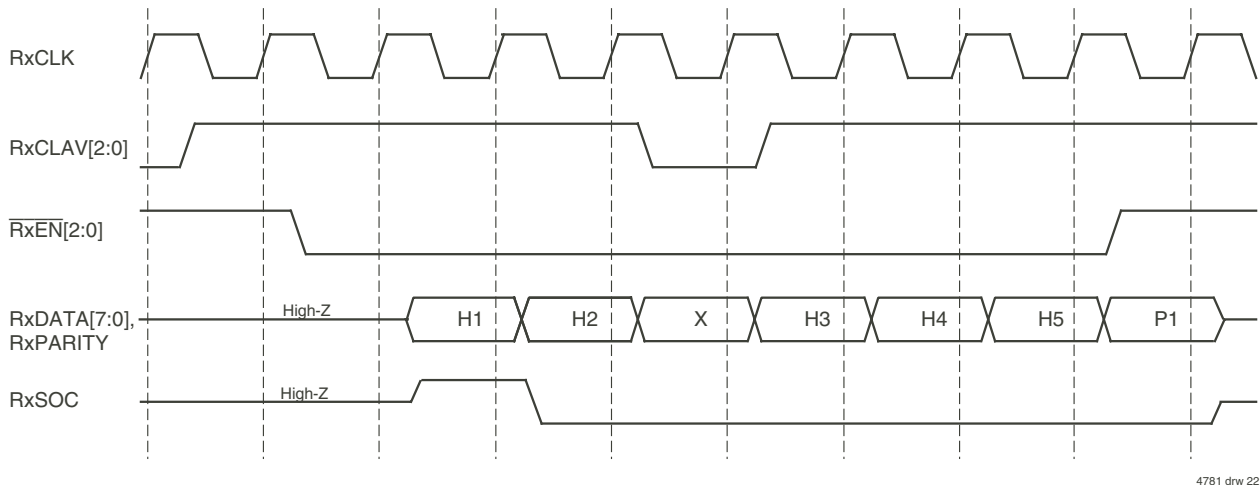 RxCLK
RxCLAV[2:0]
RxEN[2:0]
High-Z
RxDATA[7:0],
RxPARITY
H1 H2 X H3 H4 H5 P1
RxSOC
High-Z
4781 drw 22